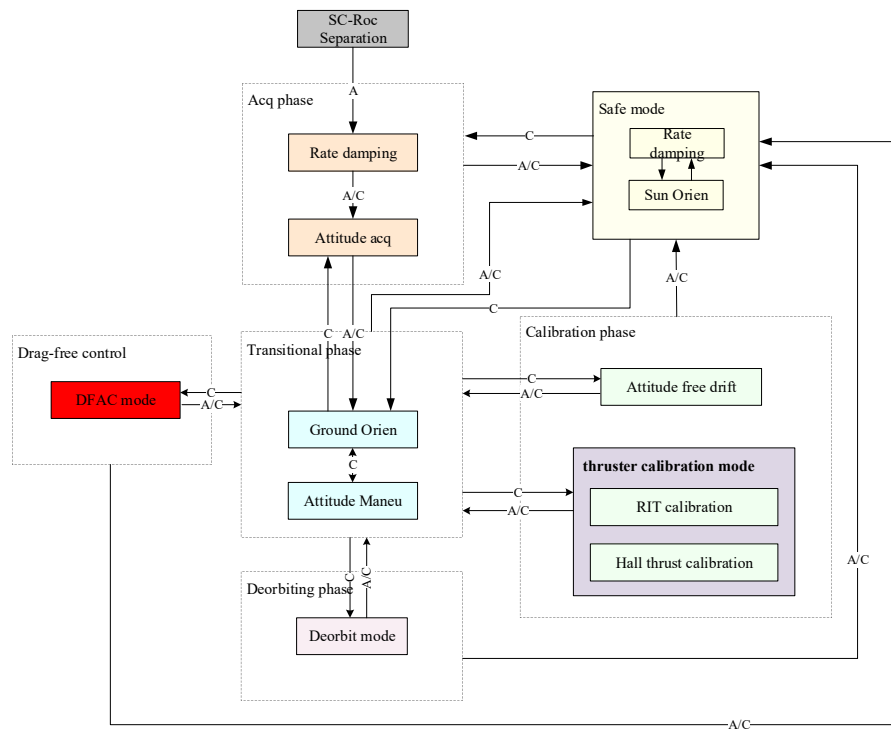 SC-Roc
Separation
A
Acq phase
Safe mode
Rate damping
C
Rate
damping
A/C
A/C
Sun Orien
Attitude acq
A/C
A/C
C
C
A/C
Calibration phase
Drag-free control
Transitional phase
DFAC mode
C
A/C
C
A/C
Attitude free drift
Ground Orien
C
thruster calibration mode
Attitude Maneu
C
A/C
RIT calibration
Hall thrust calibration
A/C
C
A/C
Deorbiting phase
Deorbit mode
A/C